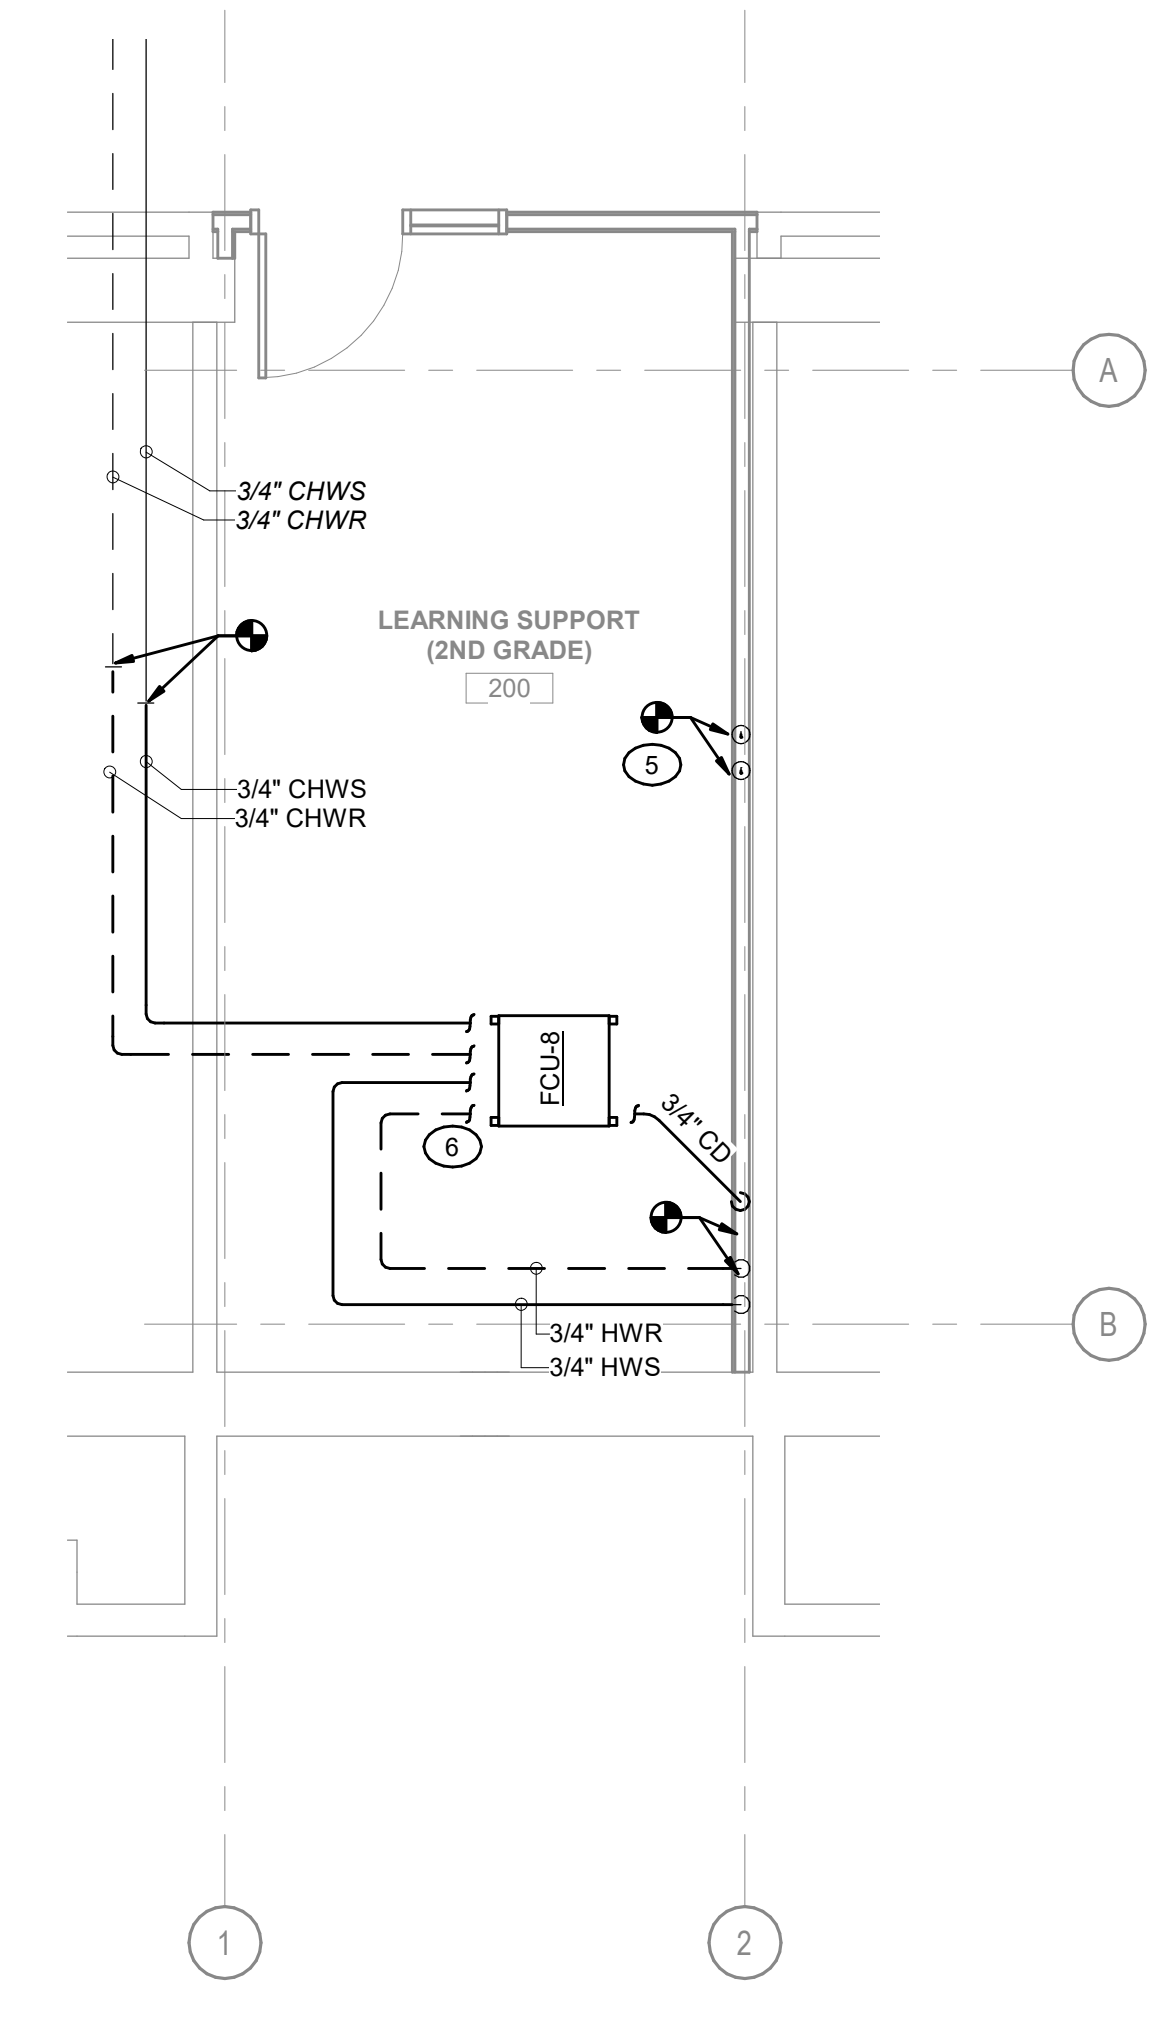 A
3/4" CHWS
3/4" CHWR
LEARNING SUPPORT
(2ND GRADE)
200
5
3/4" CHWS
3/4" CHWR
FCU-8
3/4" CD
6
B
3/4" HWR
3/4" HWS
1
2